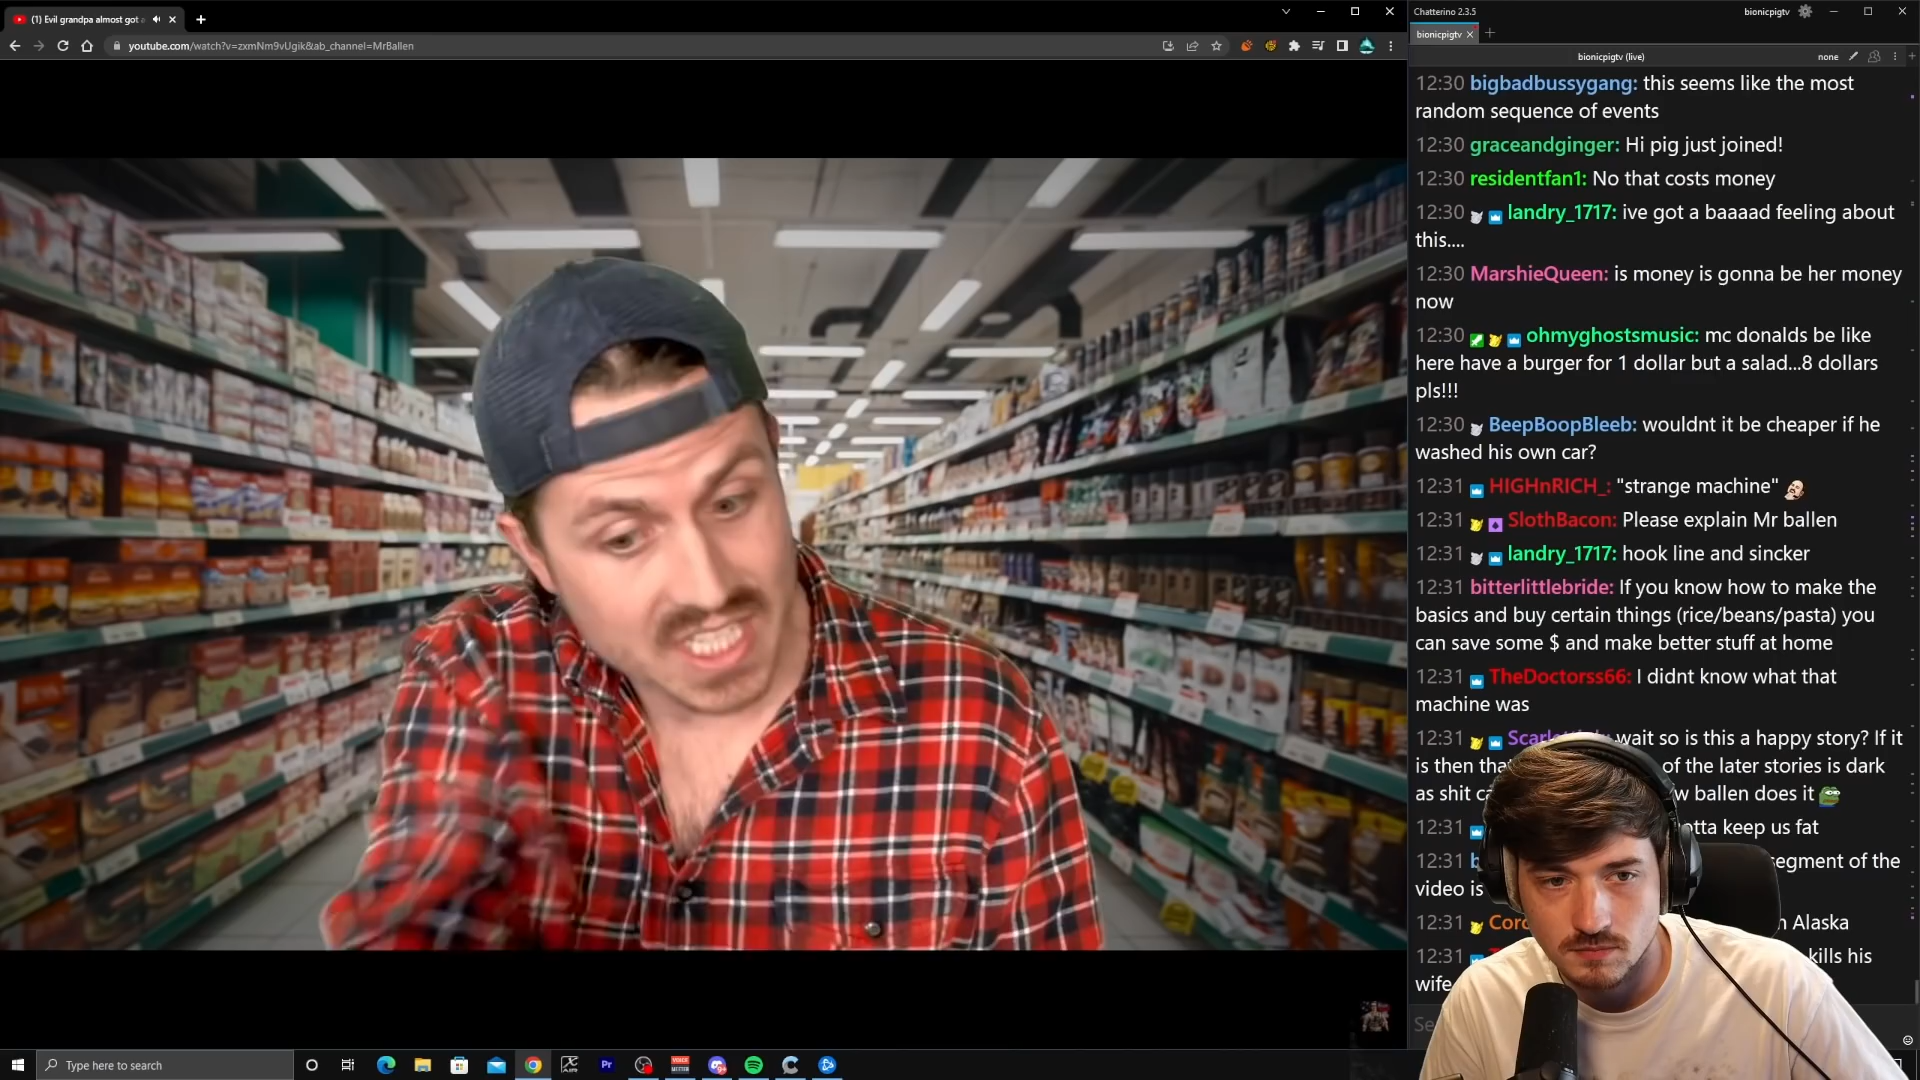 (1) Evil grandpa almost got a
youtube.com/watch?v=zxmNm9vUgik&ab_channel=MrBallen
Chatterino 2.3.5
bionicpigtv
bionicpigtv
bionicpigtv (live)
none
12:30 bigbadbussygang: this seems like the most
random sequence of events
12:30 graceandginger: Hi pig just joined!
12:30 residentfan1: No that costs money
12:30 landry_1717: ive got a baaaad feeling about
this....
12:30 MarshieQueen: is money is gonna be her money
now
12:30 ohmyghostsmusic: mc donalds be like
here have a burger for 1 dollar but a salad...8 dollars
pls!!!
12:30 BeepBoopBleeb: wouldnt it be cheaper if he
washed his own car?
12:31 HIGHnRICH_: "strange machine"
12:31 SlothBacon: Please explain Mr ballen
12:31 landry_1717: hook line and sincker
12:31 bitterlittlebride: If you know how to make the
basics and buy certain things (rice/beans/pasta) you
can save some $ and make better stuff at home
12:31 TheDoctorss66: I didnt know what that
machine was
12:31 wait so is this a happy story? If it
is then of the later stories is dark
as shit ballen does it
12:31 keep us fat
12:31 segment of the
video is
12:31 Alaska
12:31 kills his
wife
Type here to search